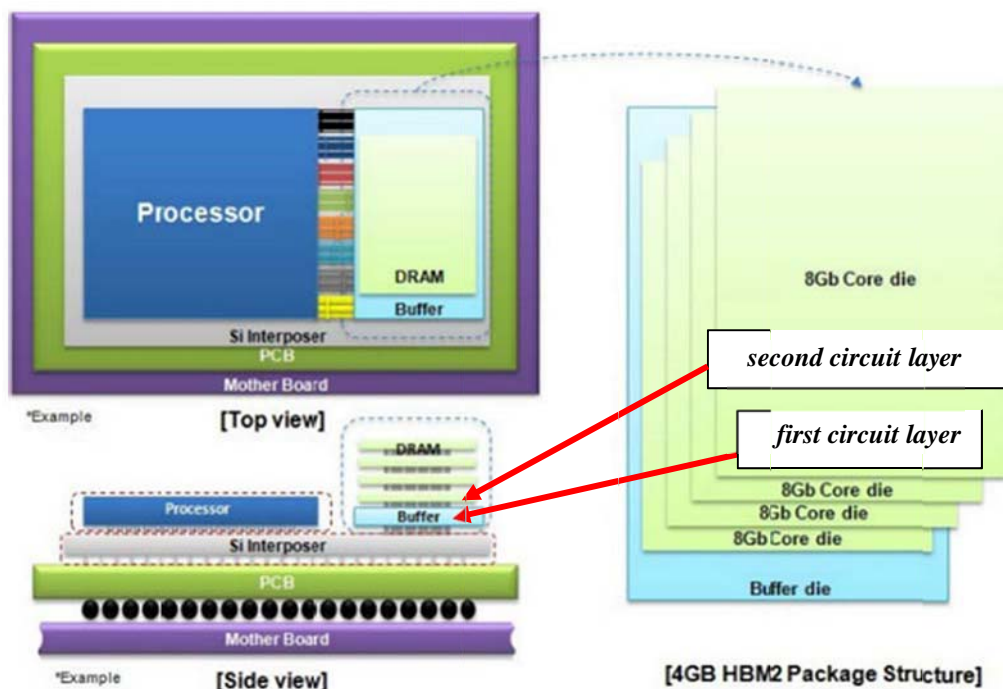 Processor
DRAM
Buffer
Si Interposer
PCB
Mother Board
*Example
[Top view]
DRAM
Processor
Buffer
Si Interposer
PCB
Mother Board
*Example
[Side view]
8Gb Core die
second circuit layer
first circuit layer
8Gb Core die
8Gb Core die
8Gb Core die
Buffer die
[4GB HBM2 Package Structure]